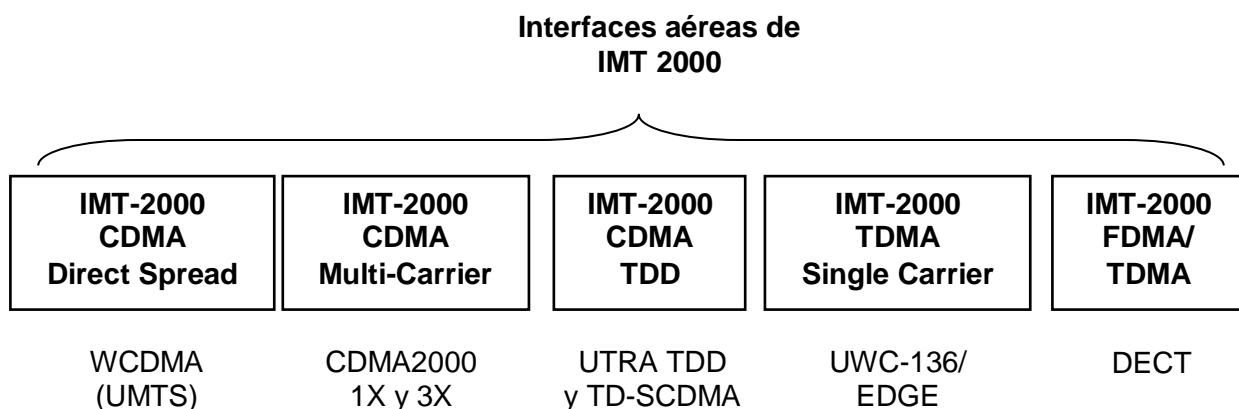 Interfaces aéreas de
IMT 2000
IMT-2000
CDMA
Direct Spread
IMT-2000
CDMA
Multi-Carrier
IMT-2000
CDMA
TDD
IMT-2000
TDMA
Single Carrier
IMT-2000
FDMA/
TDMA
WCDMA
(UMTS)
CDMA2000
1X y 3X
UTRA TDD
y TD-SCDMA
UWC-136/
EDGE
DECT